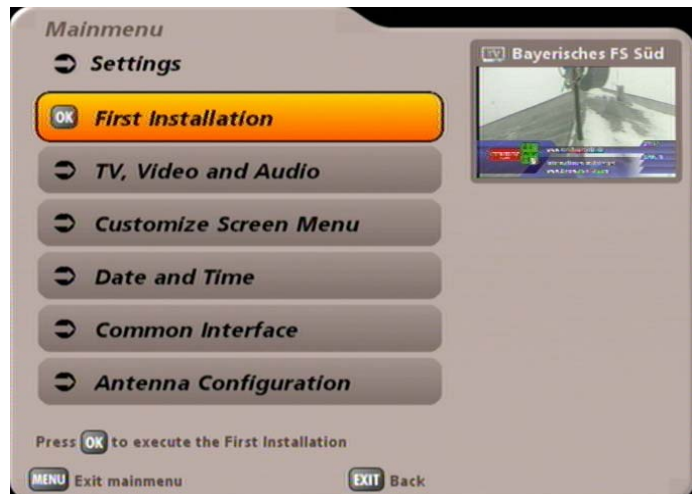 Mainmenu
Settings
TV Bayerisches FS Süd
OK First Installation
TV, Video and Audio
Customize Screen Menu
Date and Time
Common Interface
Antenna Configuration
Press OK to execute the First Installation
MENU Exit mainmenu EXIT Back